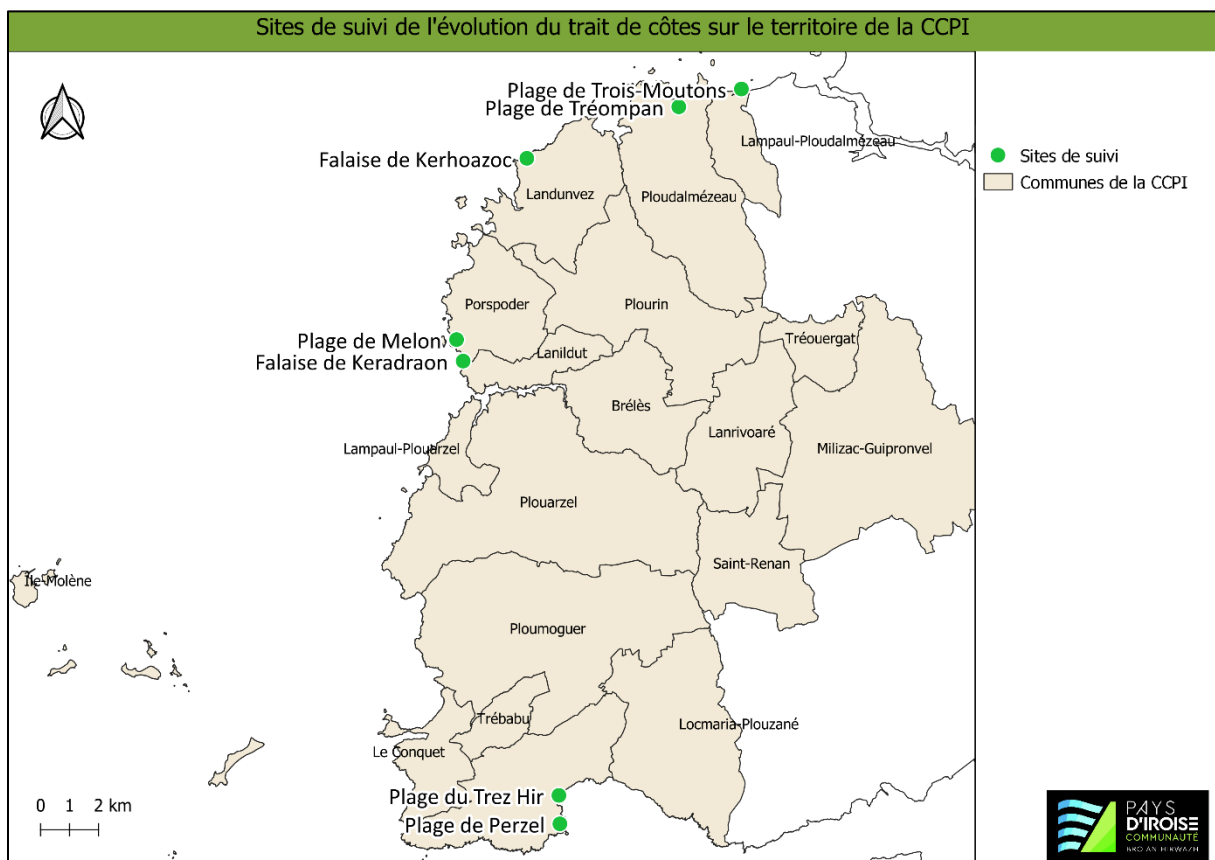 Sites de suivi de l'évolution du trait de côtes sur le territoire de la CCPI
Plage de Trois-Moutons
Plage de Tréompan
Lampaul-Ploudalmézeau
Sites de suivi
Falaise de Kerhoazoc
Communes de la CCPI
Landunvez
Ploudalmézeau
Porspoder
Plourin
Plage de Melon
Tréouergat
Lanildut
Falaise de Keradraon
Brélès
Lanrivoaré
Lampaul-Plouarzel
Milizac-Guipronvel
Plouarzel
Saint-Renan
Île-Molène
Ploumoguer
Trébabu
Locmaria-Plouzané
Le Conquet
Plage du Trez Hir
Plage de Perzel
0 1 2 km
PAYS
D'IROISE
COMMUNAUTÉ
BRO AN HIRWAZH